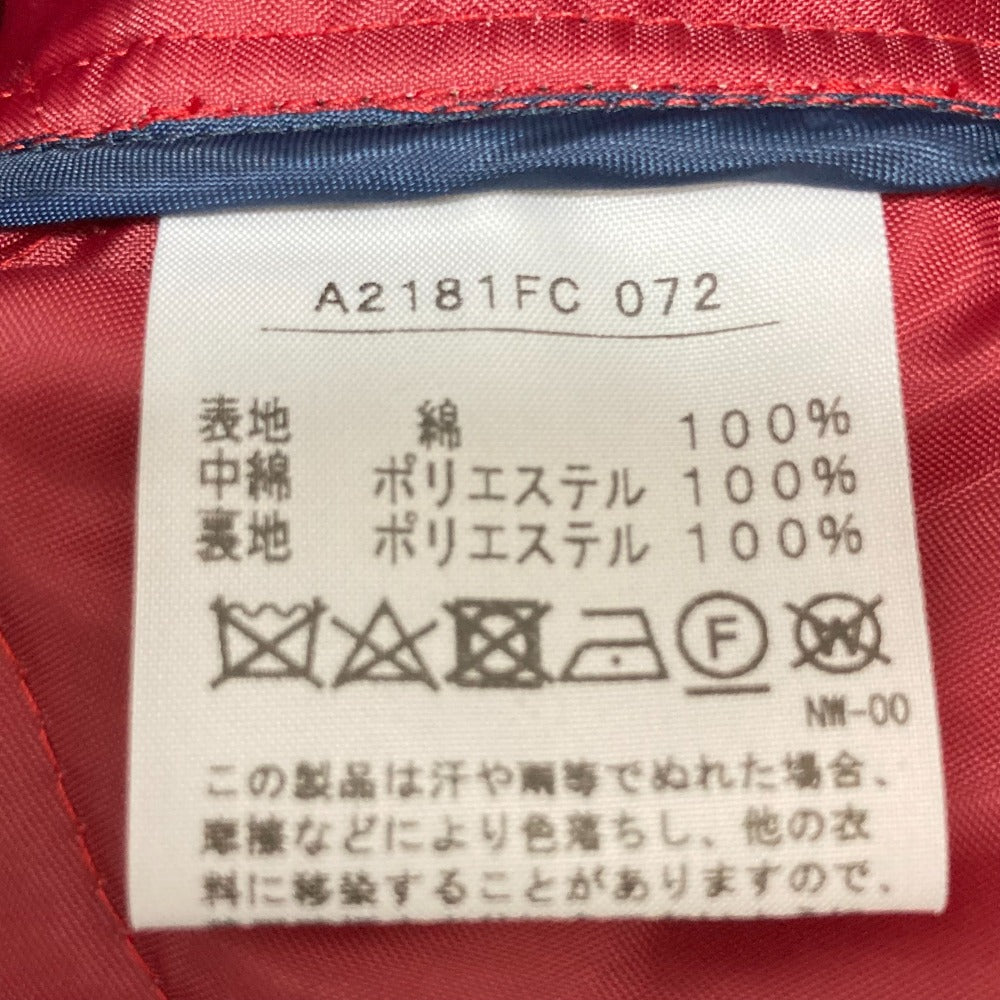 A2181FC 072
表地 綿 100%
中綿 ポリエステル 100%
裏地 ポリエステル 100%
F W
NW-00
この製品は汗や雨等でぬれた場合、
摩擦などにより色落ちし、他の衣
料に移染することがありますので、